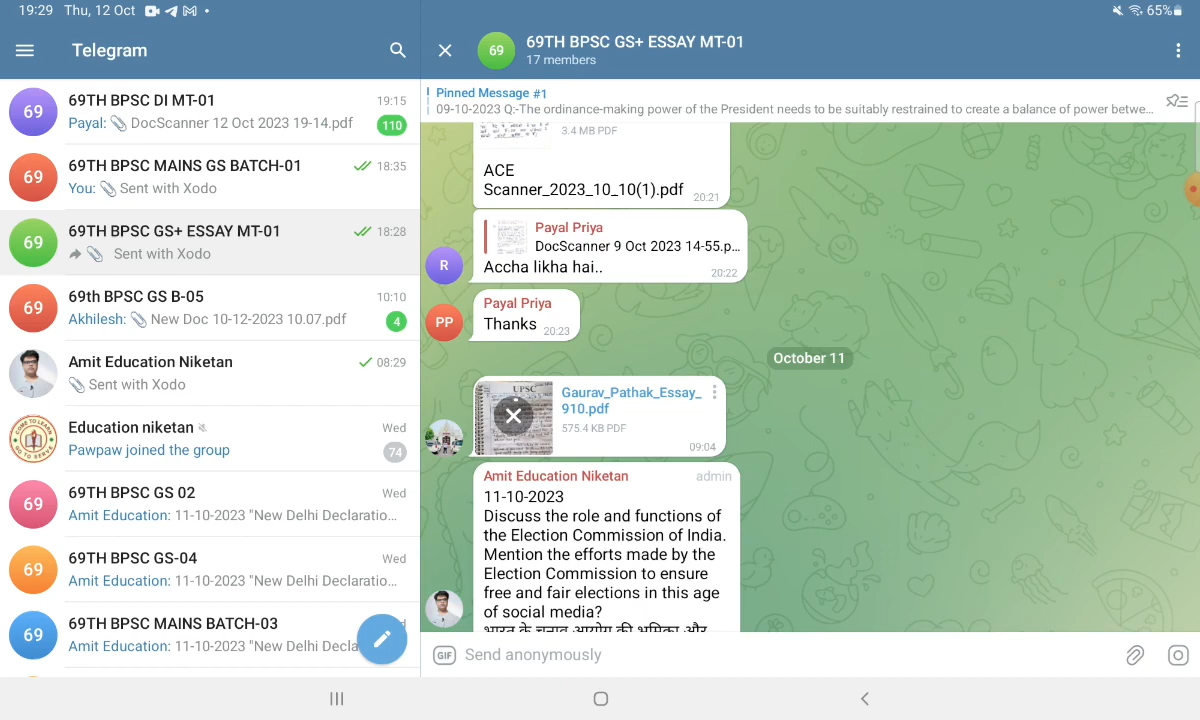 19:29 Thu, 12 Oct
65%
Telegram
69
69TH BPSC DI MT-01
19:15
Payal: DocScanner 12 Oct 2023 19-14.pdf
110
69
69TH BPSC MAINS GS BATCH-01
18:35
You: Sent with Xodo
69
69TH BPSC GS+ ESSAY MT-01
18:28
Sent with Xodo
69
69th BPSC GS B-05
10:10
Akhilesh: New Doc 10-12-2023 10.07.pdf
4
Amit Education Niketan
08:29
Sent with Xodo
COME TO LEARN
GO TO SERVE
Education niketan
Wed
Pawpaw joined the group
74
69
69TH BPSC GS 02
Wed
Amit Education: 11-10-2023 "New Delhi Declaratio...
69
69TH BPSC GS-04
Wed
Amit Education: 11-10-2023 "New Delhi Declaratio...
69
69TH BPSC MAINS BATCH-03
Amit Education: 11-10-2023 "New Delhi Decla
69
69TH BPSC GS+ ESSAY MT-01
17 members
Pinned Message #1
09-10-2023 Q:-The ordinance-making power of the President needs to be suitably restrained to create a balance of power betwe...
3.4 MB PDF
ACE
Scanner_2023_10_10(1).pdf
20:21
R
Payal Priya
DocScanner 9 Oct 2023 14-55.p...
Accha likha hai..
20:22
PP
Payal Priya
Thanks
20:23
October 11
UPSC
Gaurav_Pathak_Essay_
910.pdf
575.4 KB PDF
09:04
Amit Education Niketan
admin
11-10-2023
Discuss the role and functions of
the Election Commission of India.
Mention the efforts made by the
Election Commission to ensure
free and fair elections in this age
of social media?
भारत के चुनाव आयोग की भूमिका और
GIF
Send anonymously